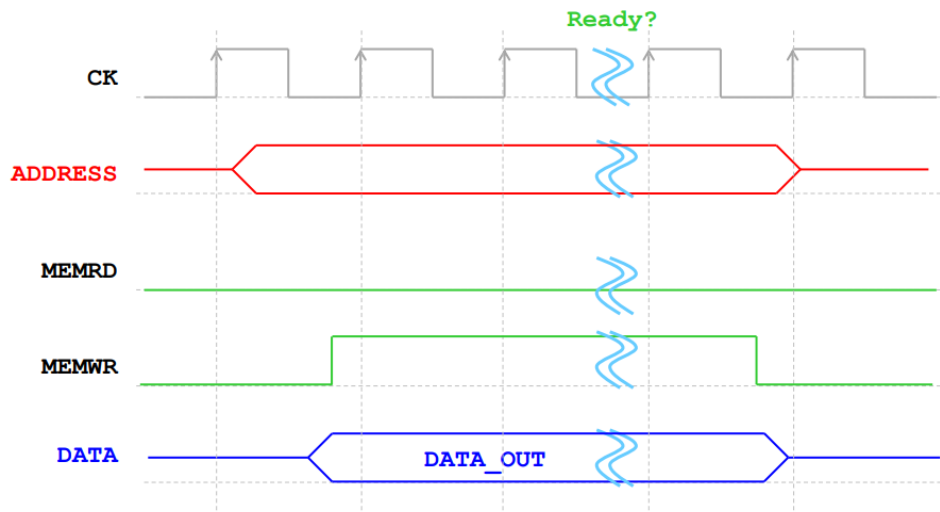 Ready?
CK
ADDRESS
MEMRD
MEMWR
DATA
DATA_OUT